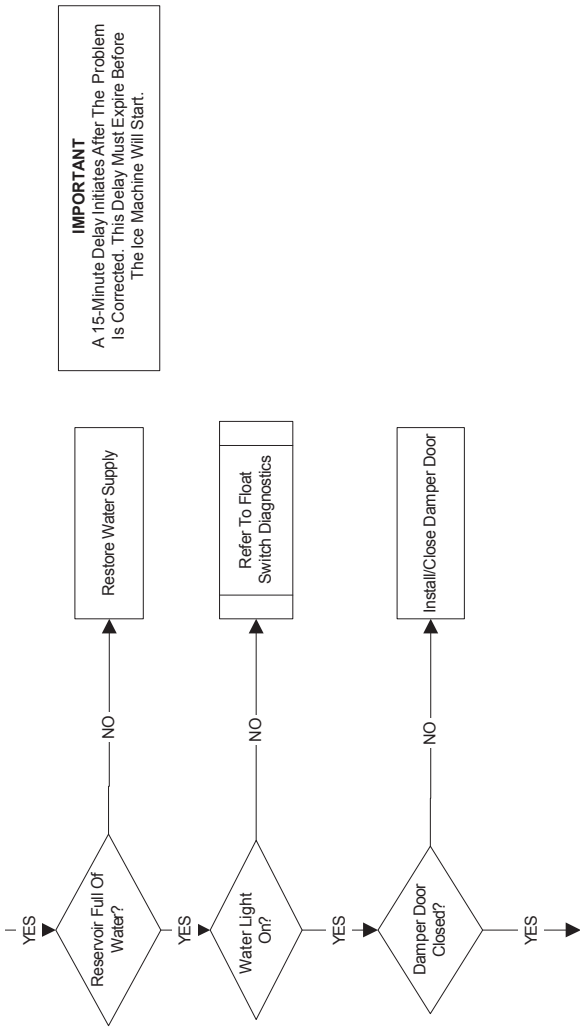 IMPORTANT
A 15-Minute Delay Initiates After The Problem
Is Corrected. This Delay Must Expire Before
The Ice Machine Will Start.
YES
Reservoir Full Of
Water?
NO
Restore Water Supply
YES
Water Light
On?
NO
Refer To Float
Switch Diagnostics
YES
Damper Door
Closed?
NO
Install/Close Damper Door
YES